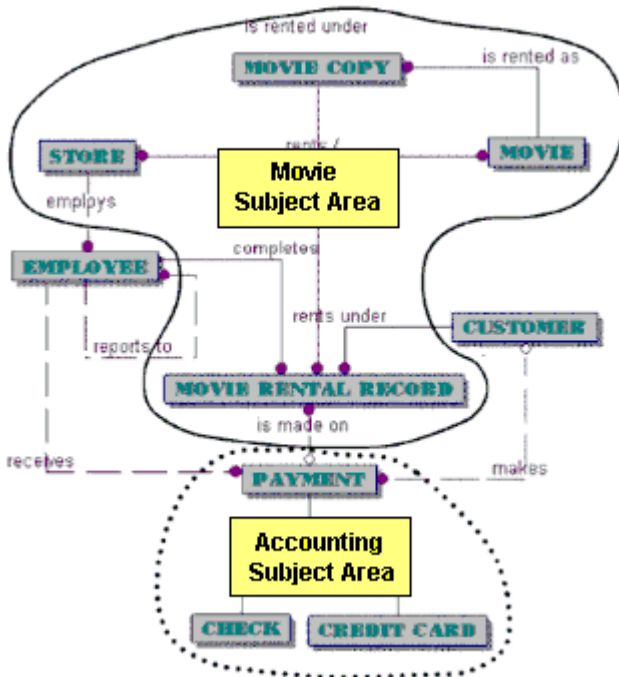 is rented under
MOVIE COPY
is rented as
STORE
rents /
MOVIE
Movie
Subject Area
employs
EMPLOYEE
completes
reports to
rents under
CUSTOMER
MOVIE RENTAL RECORD
is made on
receives
PAYMENT
makes
Accounting
Subject Area
CHECK
CREDIT CARD